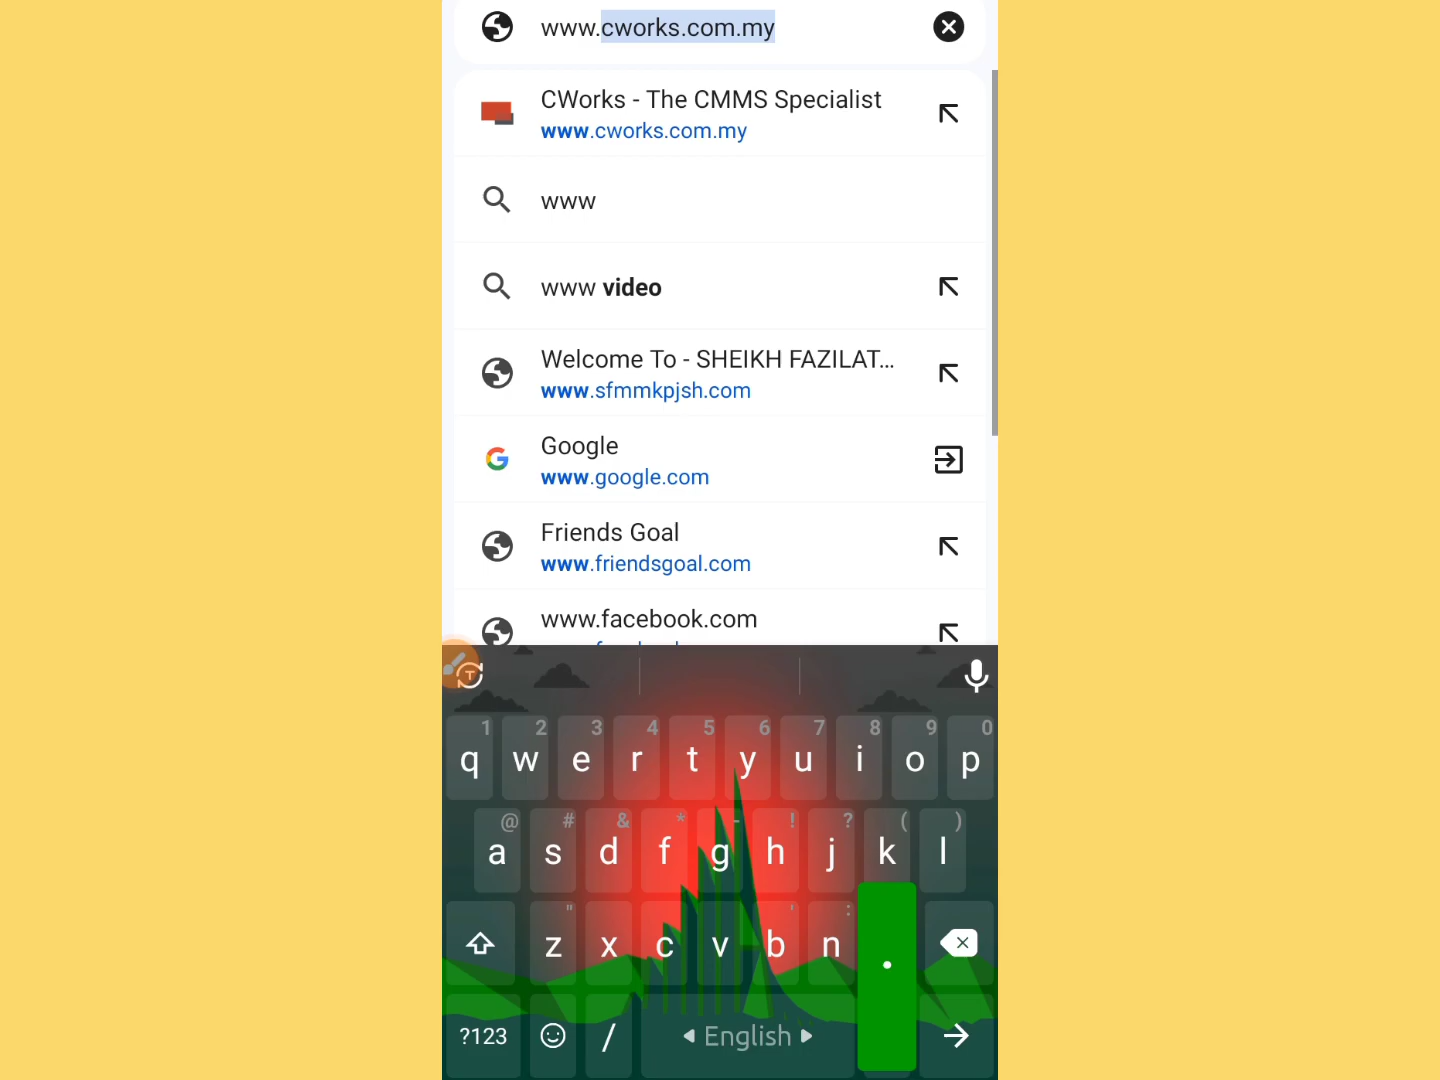 www.cworks.com.my
CWorks - The CMMS Specialist
www.cworks.com.my
www
www video
Welcome To - SHEIKH FAZILAT...
www.sfmmkpjsh.com
Google
www.google.com
Friends Goal
www.friendsgoal.com
www.facebook.com
T
1 2 3 4 5 6 7 8 9 0
q w e r t y u i o p
@ # & * - ! ? ( )
a s d f g h j k l
" ' :
z x c v b n .
?123 / English